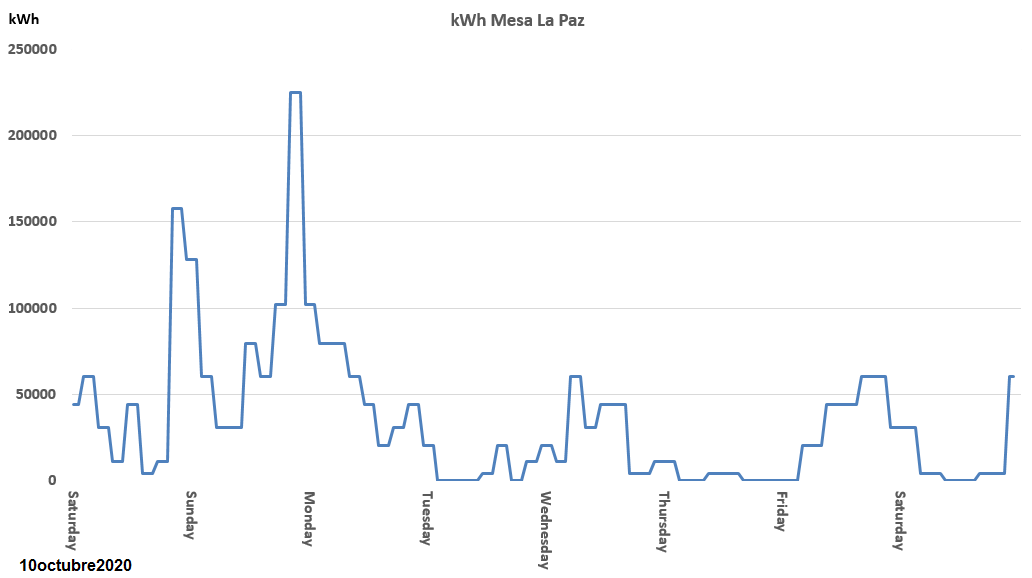 kWh
kWh Mesa La Paz
250000
200000
150000
100000
50000
0
Saturday
Sunday
Monday
Tuesday
Wednesday
Thursday
Friday
Saturday
10octubre2020